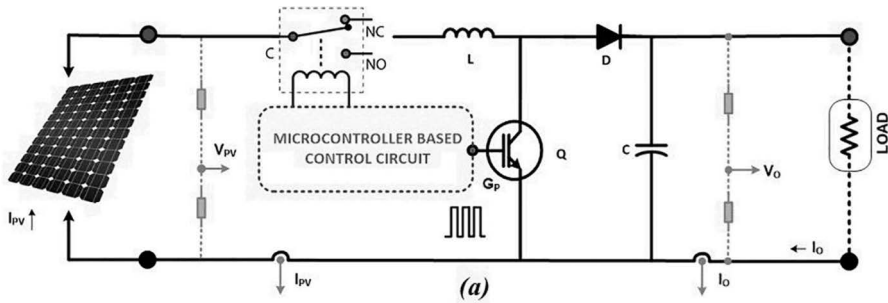 NC
C
NO
L
D
MICROCONTROLLER BASED
CONTROL CIRCUIT
V_PV
G_P
Q
C
V_O
LOAD
I_PV
I_O
I_PV
(a)
I_O